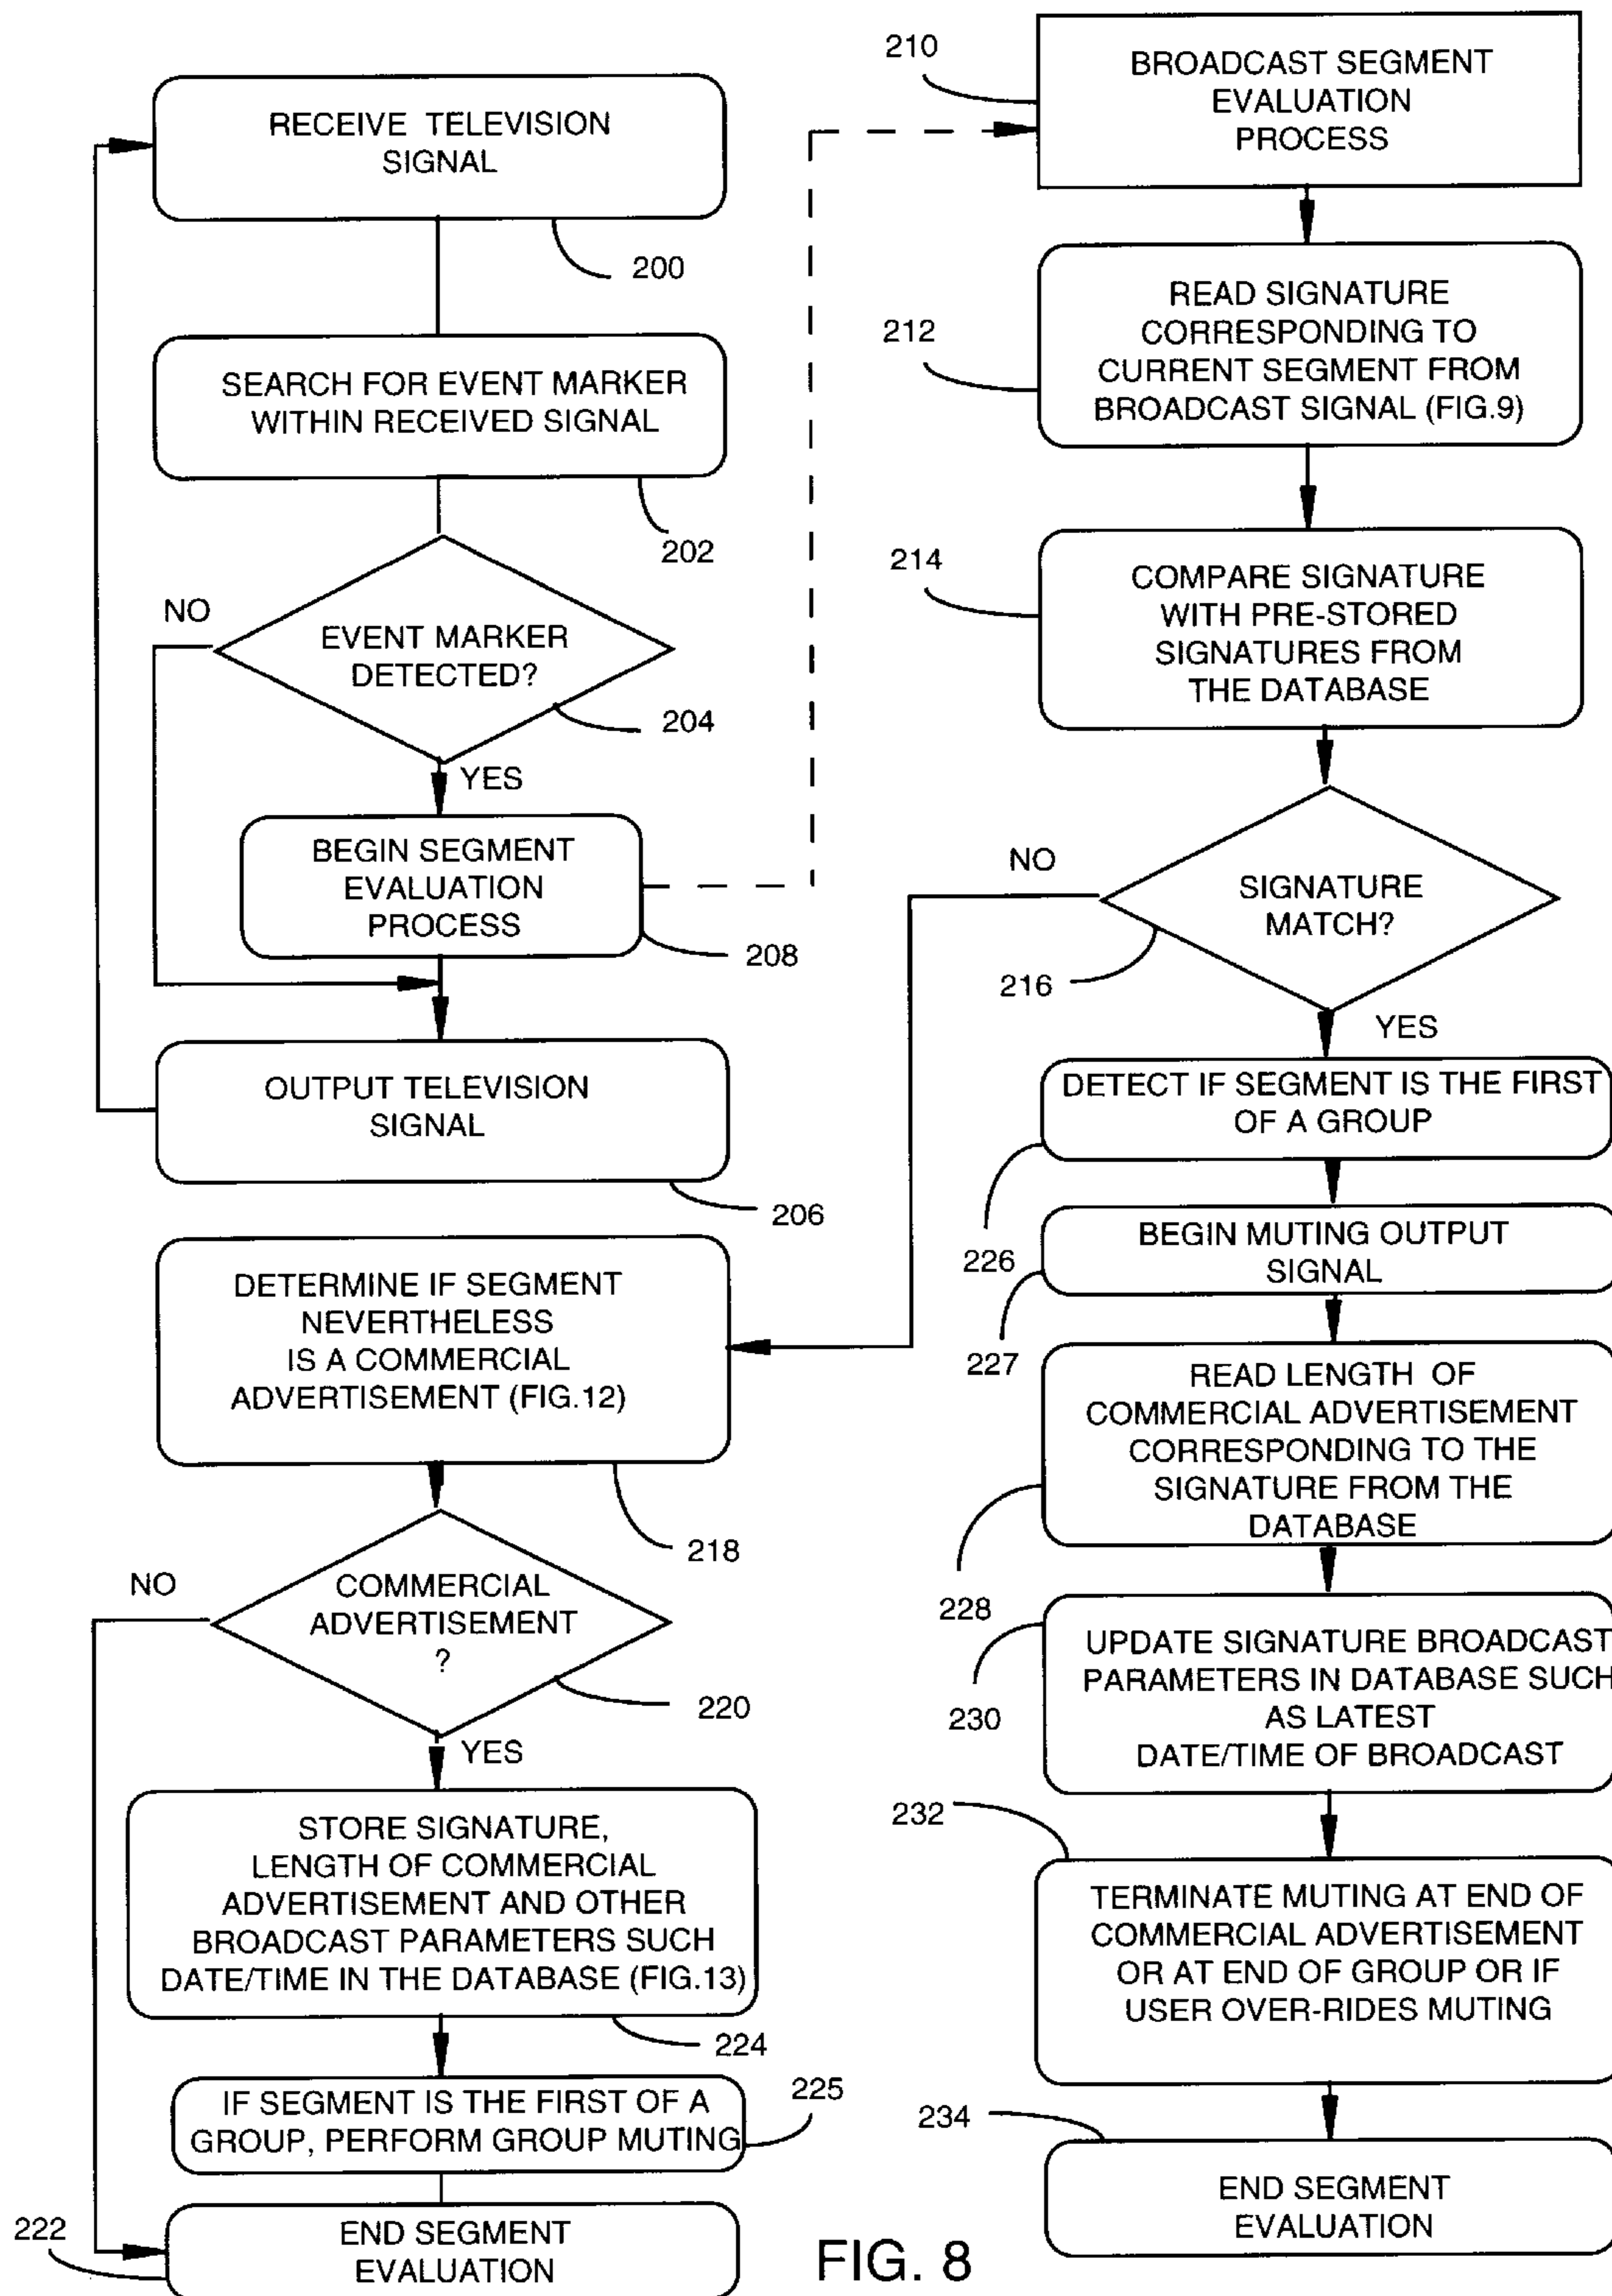 RECEIVE TELEVISION
SIGNAL
200
SEARCH FOR EVENT MARKER
WITHIN RECEIVED SIGNAL
202
EVENT MARKER
DETECTED?
NO
204
YES
BEGIN SEGMENT
EVALUATION
PROCESS
208
OUTPUT TELEVISION
SIGNAL
206
210
BROADCAST SEGMENT
EVALUATION
PROCESS
212
READ SIGNATURE
CORRESPONDING TO
CURRENT SEGMENT FROM
BROADCAST SIGNAL (FIG.9)
214
COMPARE SIGNATURE
WITH PRE-STORED
SIGNATURES FROM
THE DATABASE
NO
SIGNATURE
MATCH?
216
YES
DETERMINE IF SEGMENT
NEVERTHELESS
IS A COMMERCIAL
ADVERTISEMENT (FIG.12)
218
NO
COMMERCIAL
ADVERTISEMENT
?
220
YES
STORE SIGNATURE,
LENGTH OF COMMERCIAL
ADVERTISEMENT AND OTHER
BROADCAST PARAMETERS SUCH
DATE/TIME IN THE DATABASE (FIG.13)
224
IF SEGMENT IS THE FIRST OF A
GROUP, PERFORM GROUP MUTING
225
222
END SEGMENT
EVALUATION
DETECT IF SEGMENT IS THE FIRST
OF A GROUP
226
BEGIN MUTING OUTPUT
SIGNAL
227
READ LENGTH OF
COMMERCIAL ADVERTISEMENT
CORRESPONDING TO THE
SIGNATURE FROM THE
DATABASE
228
UPDATE SIGNATURE BROADCAST
PARAMETERS IN DATABASE SUCH
AS LATEST
DATE/TIME OF BROADCAST
230
232
TERMINATE MUTING AT END OF
COMMERCIAL ADVERTISEMENT
OR AT END OF GROUP OR IF
USER OVER-RIDES MUTING
234
END SEGMENT
EVALUATION
FIG. 8